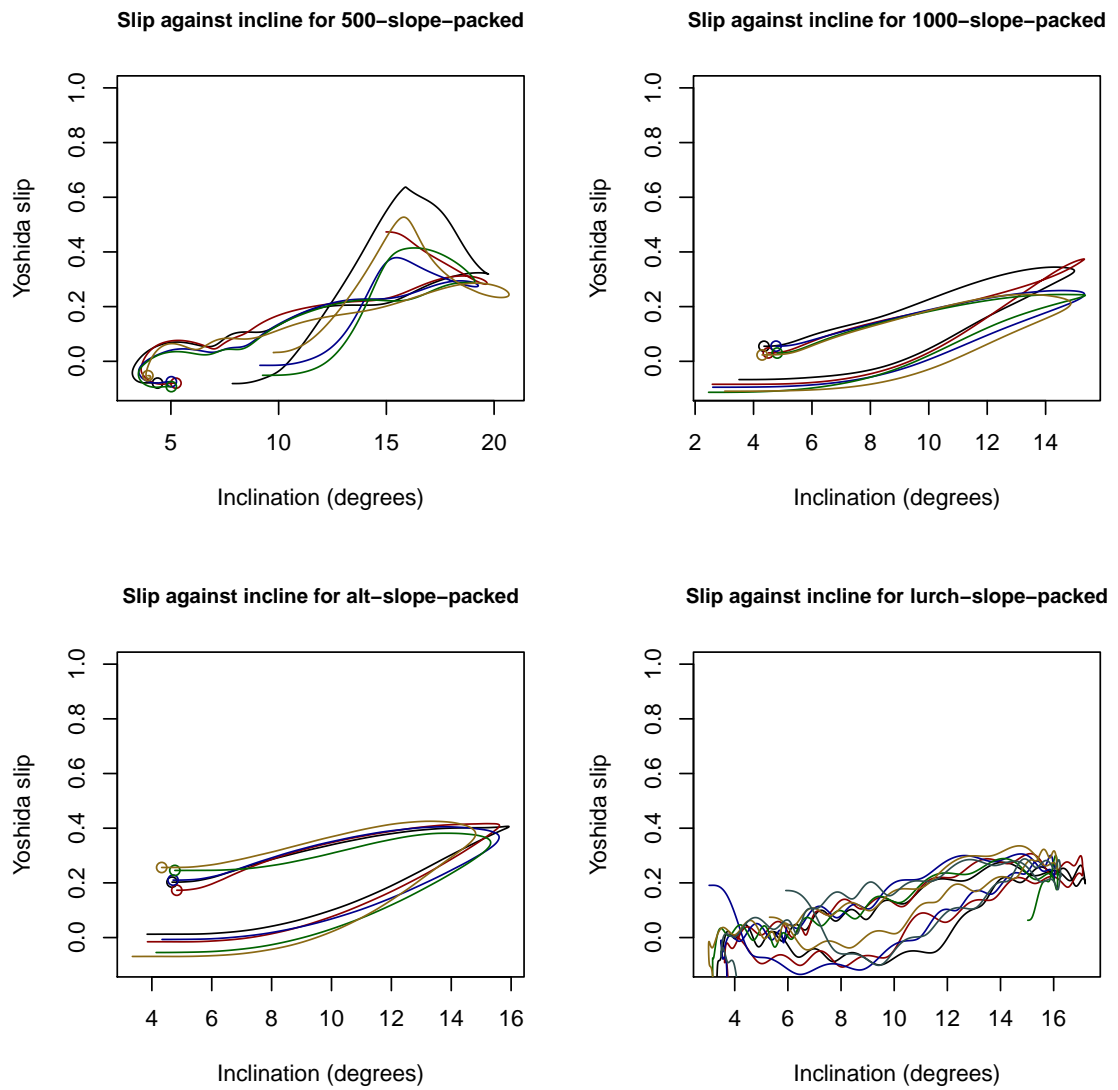 Slip against incline for 500−slope−packed
1.0
0.8
0.6
0.4
0.2
0.0
Yoshida slip
5 10 15 20
Inclination (degrees)
Slip against incline for 1000−slope−packed
1.0
0.8
0.6
0.4
0.2
0.0
Yoshida slip
2 4 6 8 10 12 14
Inclination (degrees)
Slip against incline for alt−slope−packed
1.0
0.8
0.6
0.4
0.2
0.0
Yoshida slip
4 6 8 10 12 14 16
Inclination (degrees)
Slip against incline for lurch−slope−packed
1.0
0.8
0.6
0.4
0.2
0.0
Yoshida slip
4 6 8 10 12 14 16
Inclination (degrees)